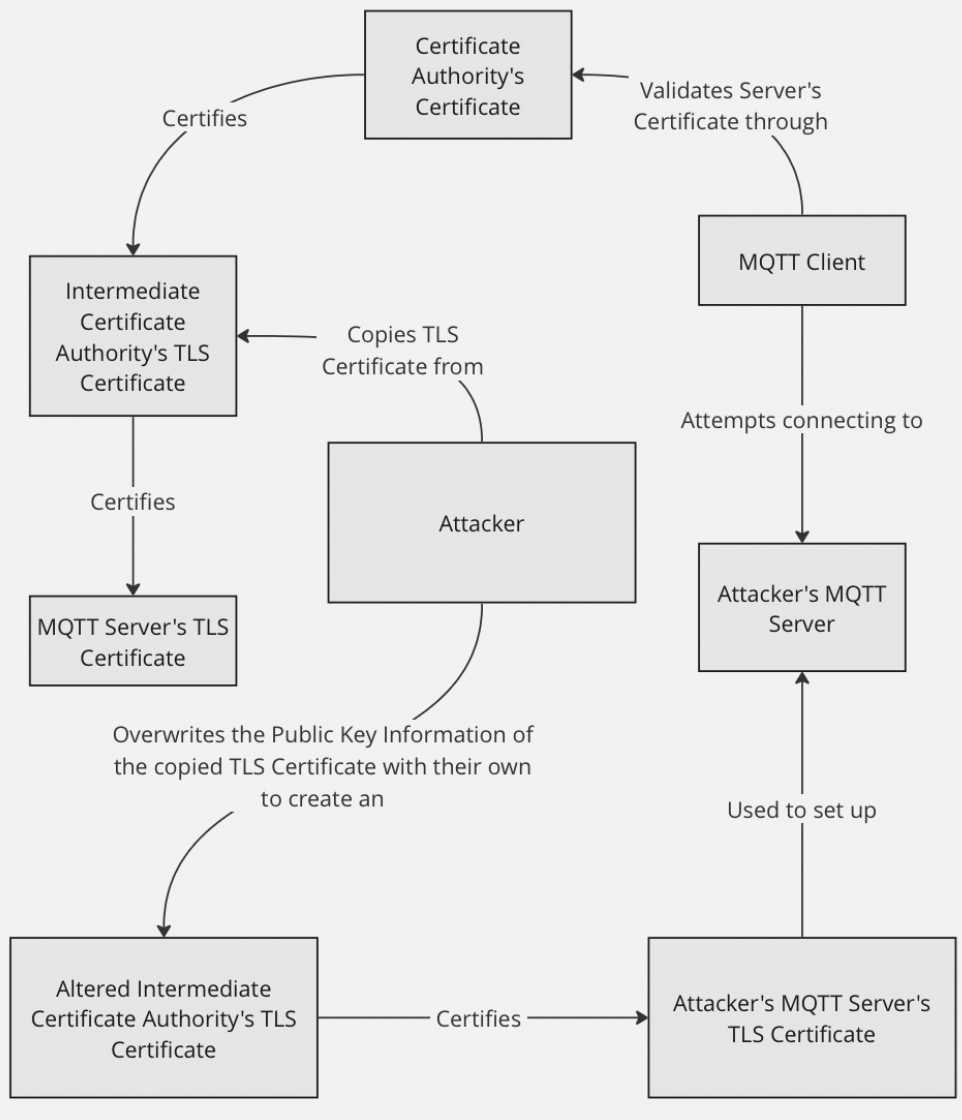 Certificate
Authority's
Certificate
Validates Server's
Certificate through
Certifies
MQTT Client
Intermediate
Certificate
Authority's TLS
Certificate
Copies TLS
Certificate from
Attempts connecting to
Certifies
Attacker
Attacker's MQTT
Server
MQTT Server's TLS
Certificate
Overwrites the Public Key Information of
the copied TLS Certificate with their own
to create an
Used to set up
Altered Intermediate
Certificate Authority's TLS
Certificate
Certifies
Attacker's MQTT Server's
TLS Certificate